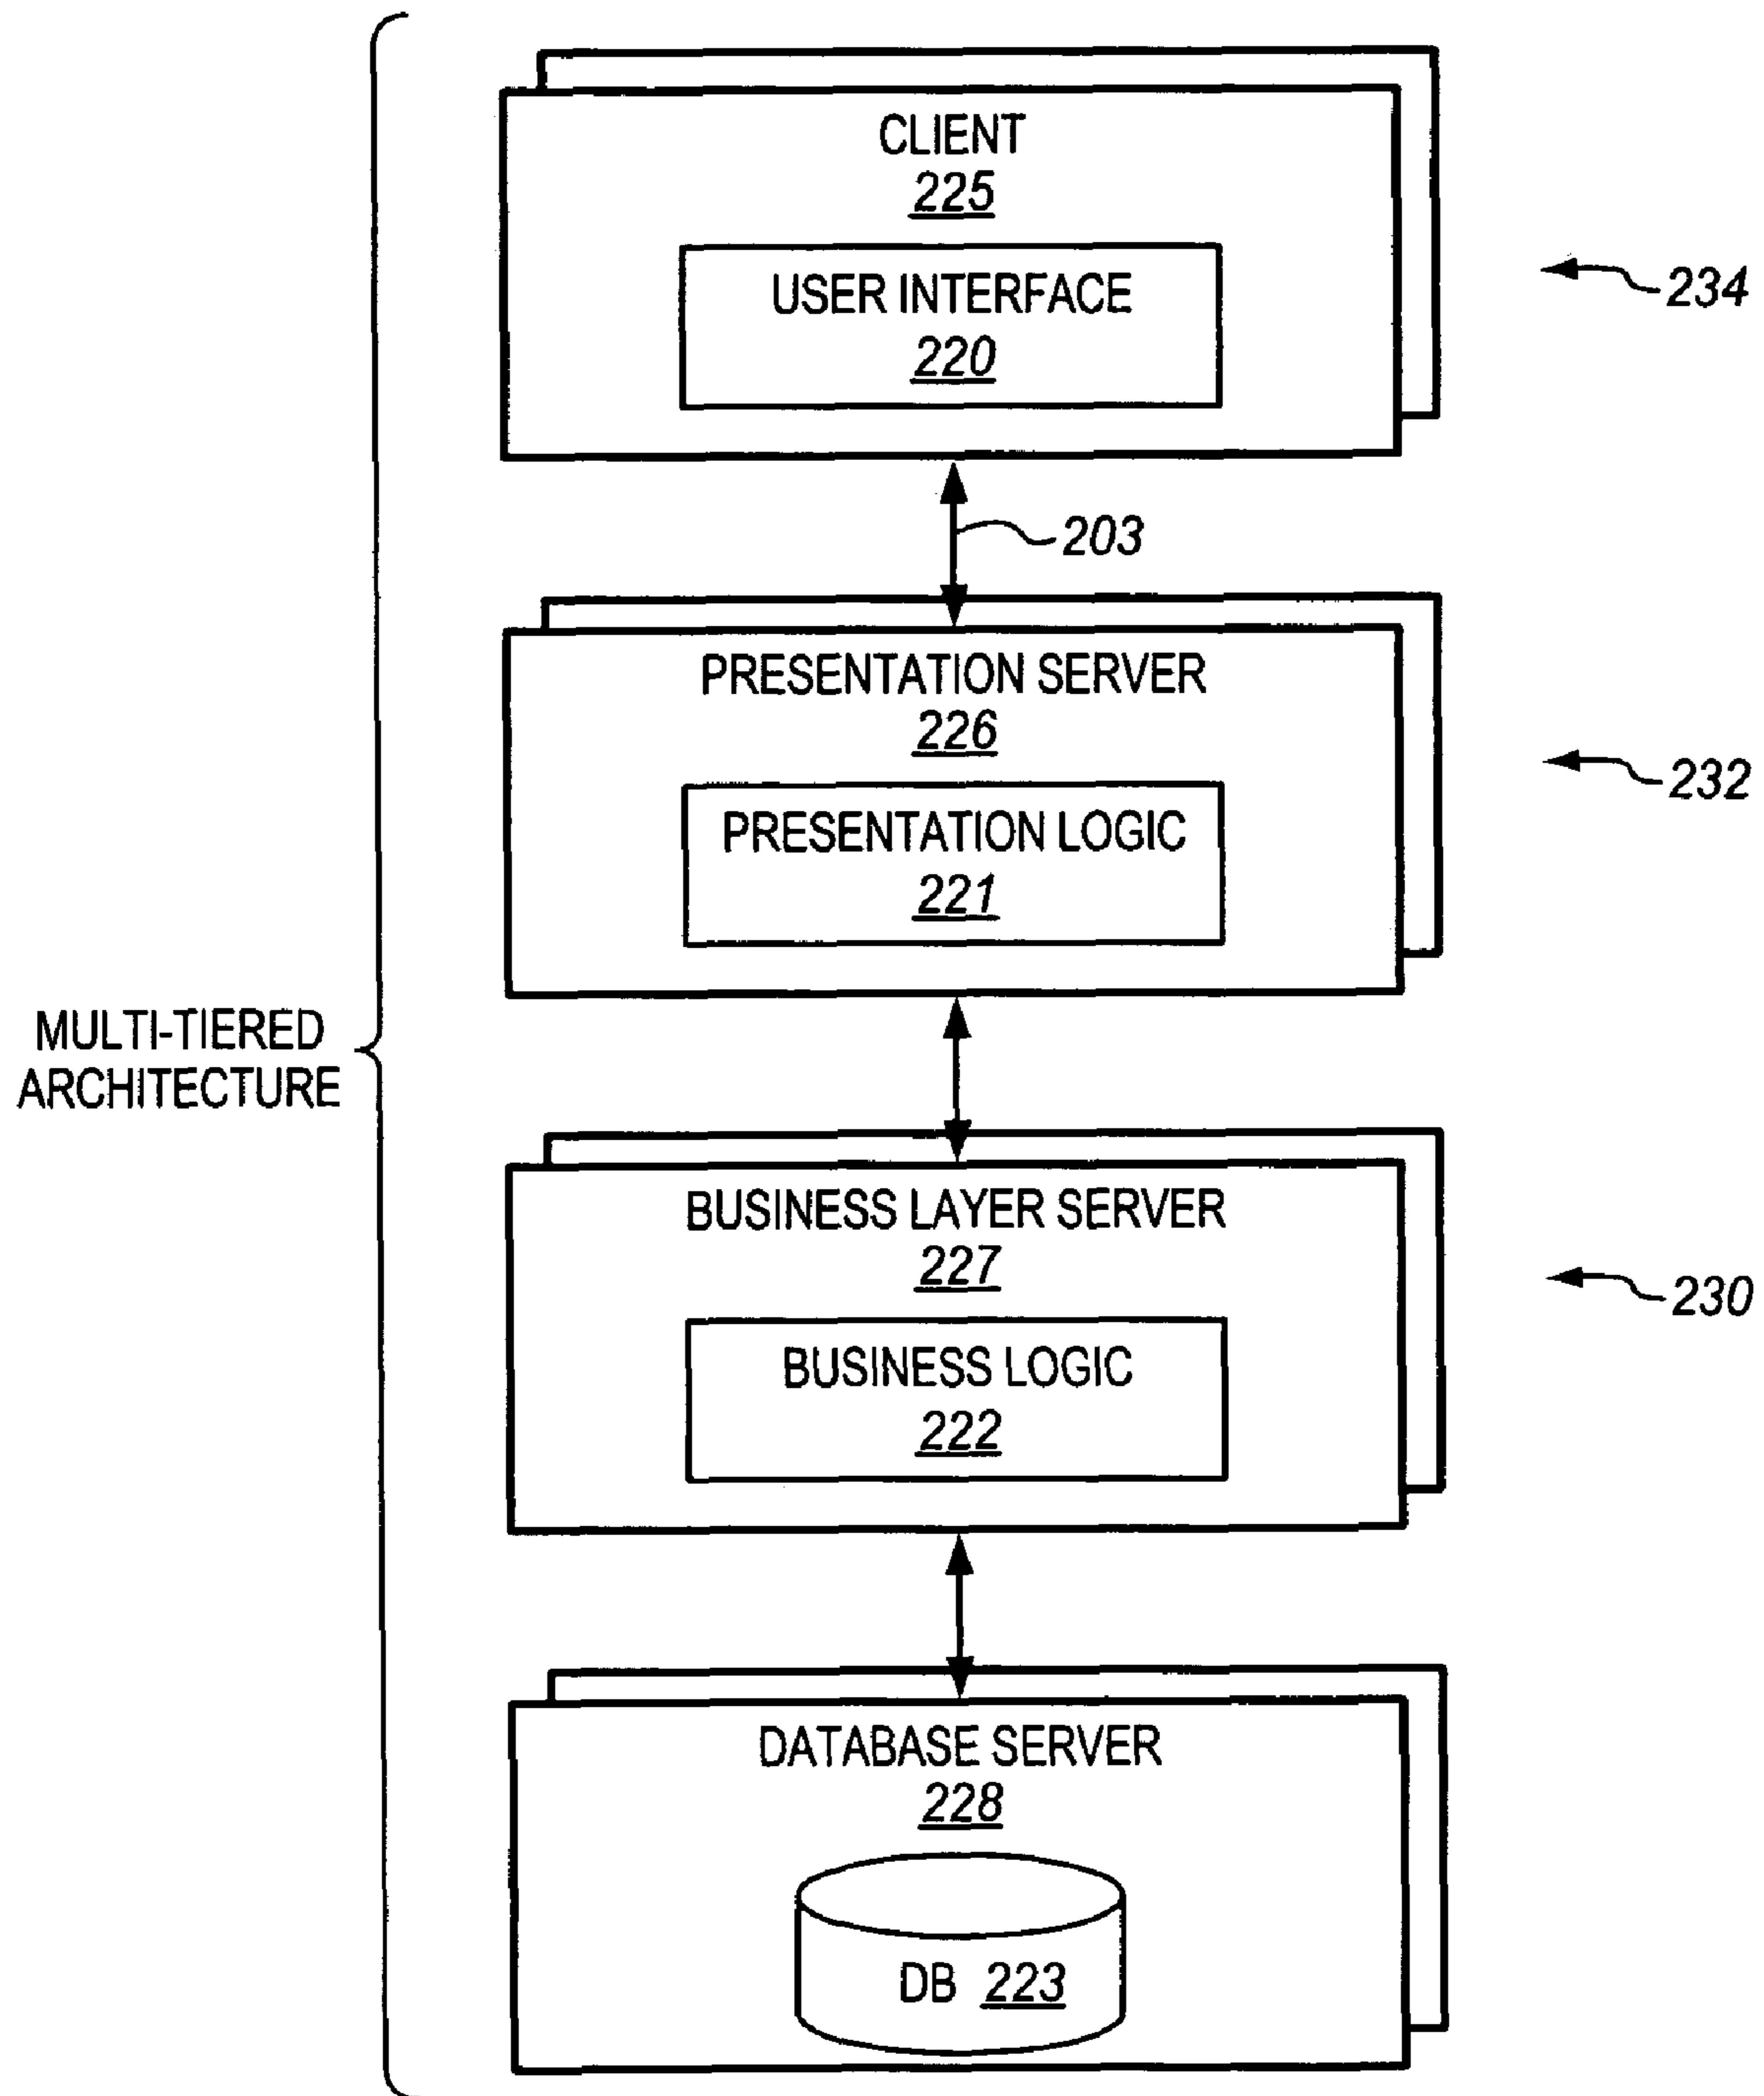 CLIENT
225
USER INTERFACE
220
234
203
PRESENTATION SERVER
226
PRESENTATION LOGIC
221
232
MULTI-TIERED
ARCHITECTURE
BUSINESS LAYER SERVER
227
BUSINESS LOGIC
222
230
DATABASE SERVER
228
DB 223